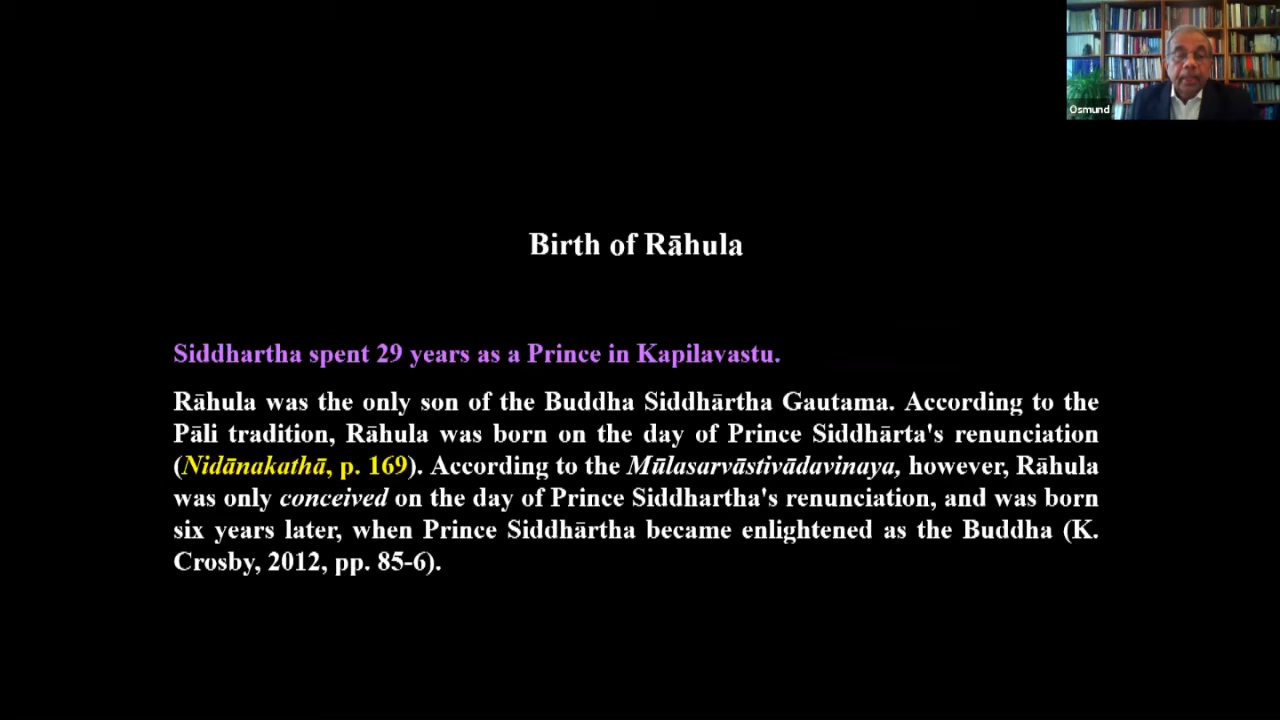 Osmund
Birth of Rāhula
Siddhartha spent 29 years as a Prince in Kapilavastu.
Rāhula was the only son of the Buddha Siddhārtha Gautama. According to the
Pāli tradition, Rāhula was born on the day of Prince Siddhārta's renunciation
(Nidānakathā, p. 169). According to the Mūlasarvāstivādavinaya, however, Rāhula
was only conceived on the day of Prince Siddhartha's renunciation, and was born
six years later, when Prince Siddhārtha became enlightened as the Buddha (K.
Crosby, 2012, pp. 85-6).